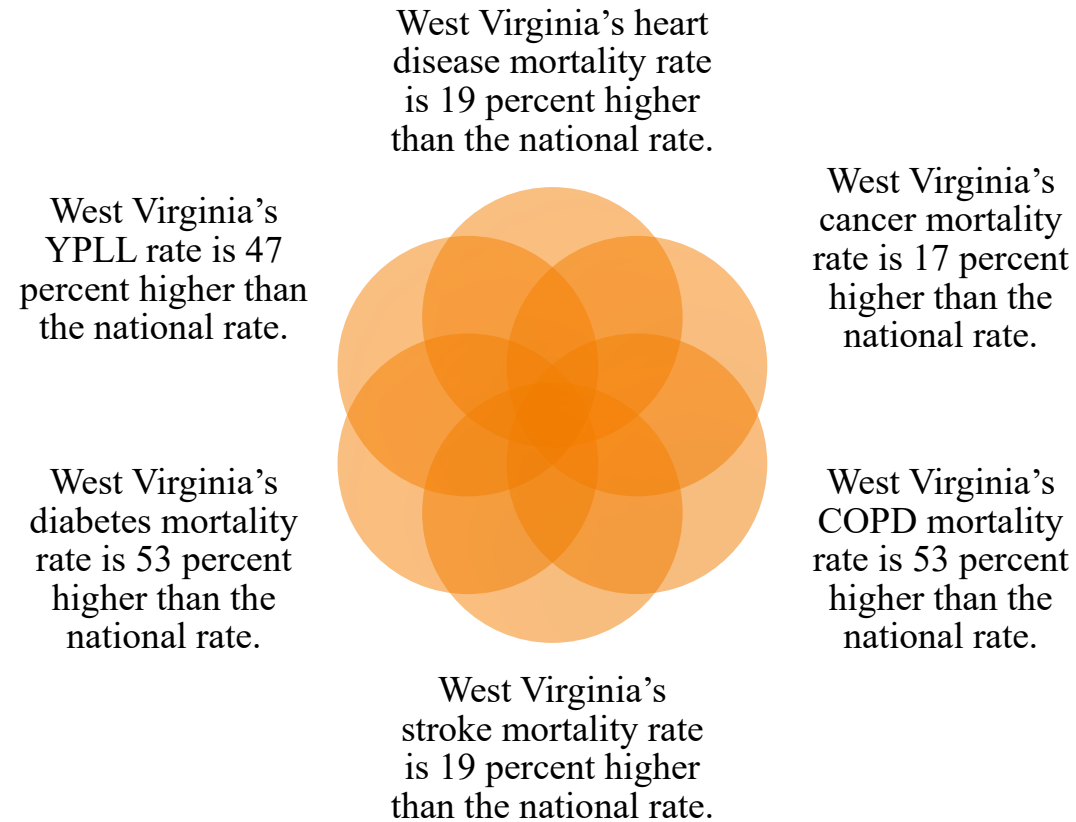 West Virginia’s heart
disease mortality rate
is 19 percent higher
than the national rate.
West Virginia’s
cancer mortality
rate is 17 percent
higher than the
national rate.
West Virginia’s
COPD mortality
rate is 53 percent
higher than the
national rate.
West Virginia’s
stroke mortality rate
is 19 percent higher
than the national rate.
West Virginia’s
diabetes mortality
rate is 53 percent
higher than the
national rate.
West Virginia’s
YPLL rate is 47
percent higher than
the national rate.